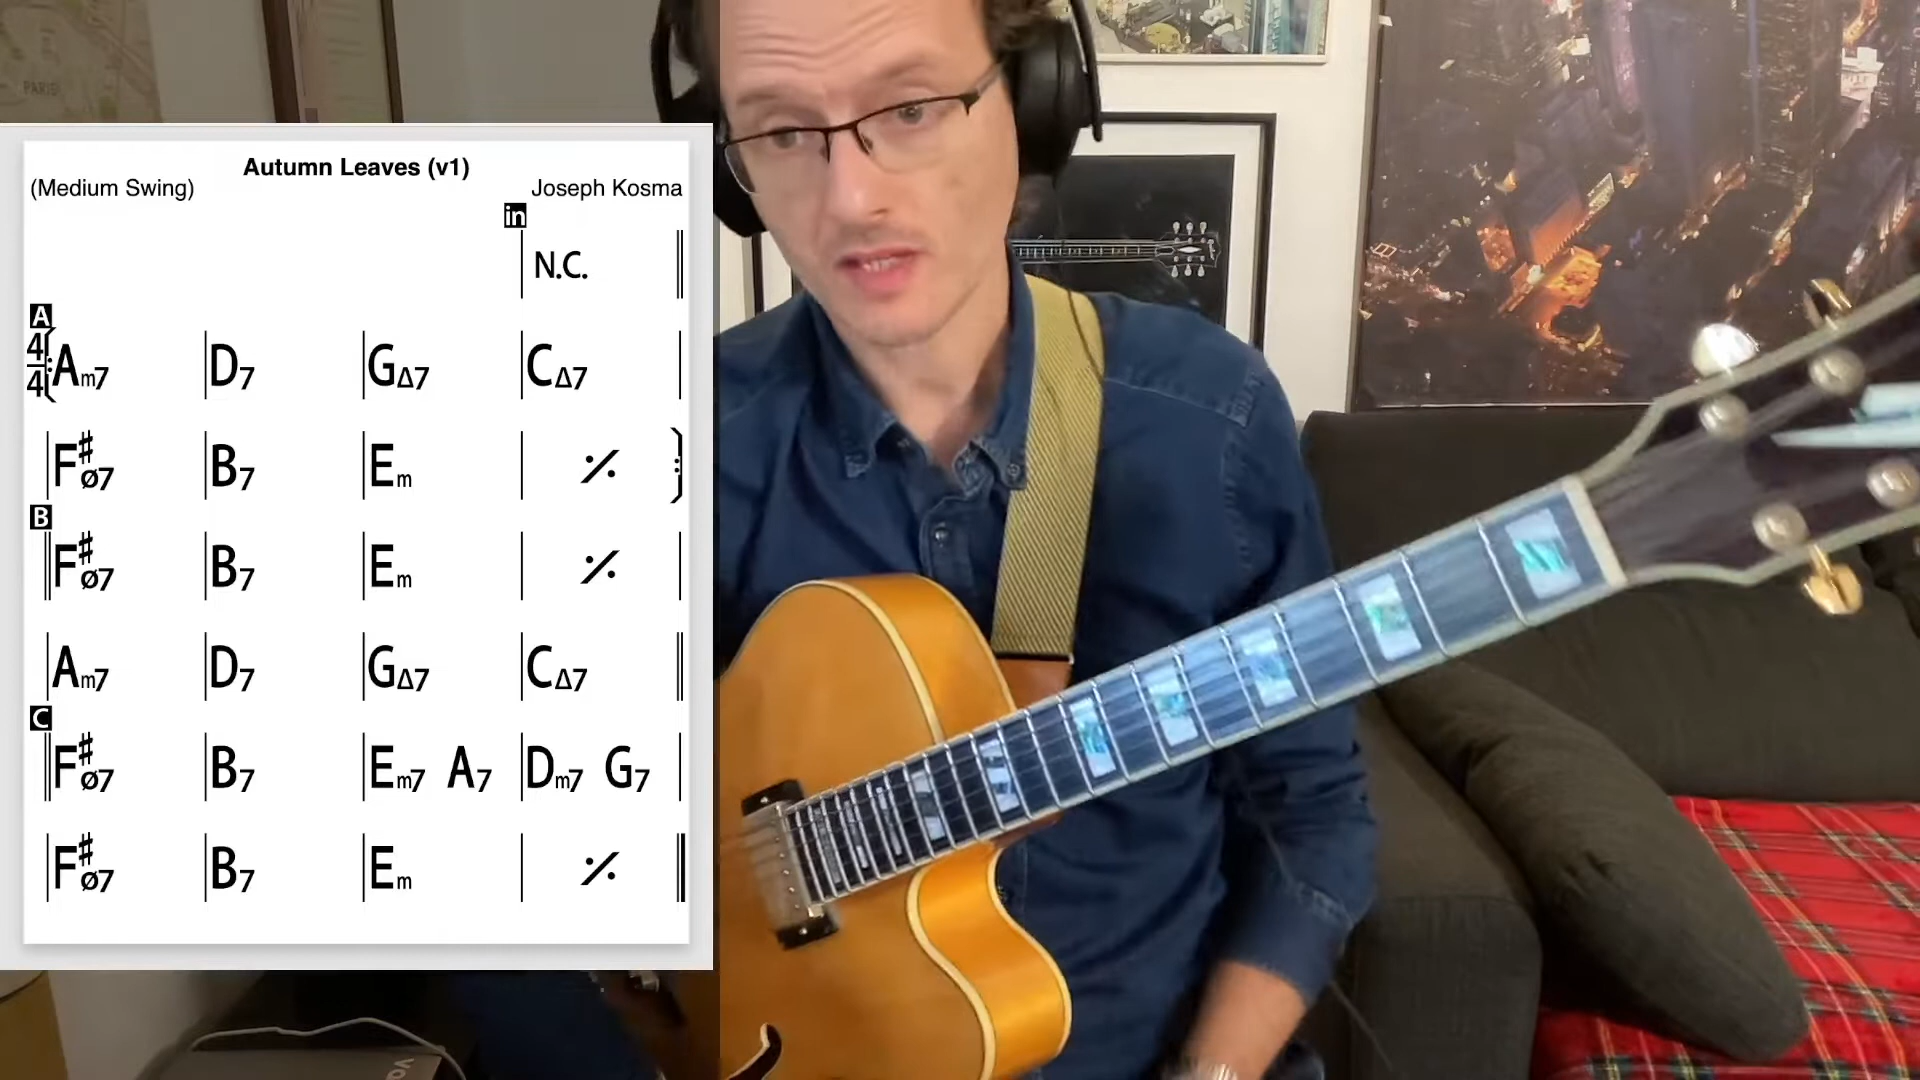 PARIS
Autumn Leaves (v1)
(Medium Swing) Joseph Kosma
in
N.C.
A
4/4 Am7 D7 GΔ7 CΔ7
F#ø7 B7 Em 𝄎
B
F#ø7 B7 Em 𝄎
Am7 D7 GΔ7 CΔ7
C
F#ø7 B7 Em7 A7 Dm7 G7
F#ø7 B7 Em 𝄎